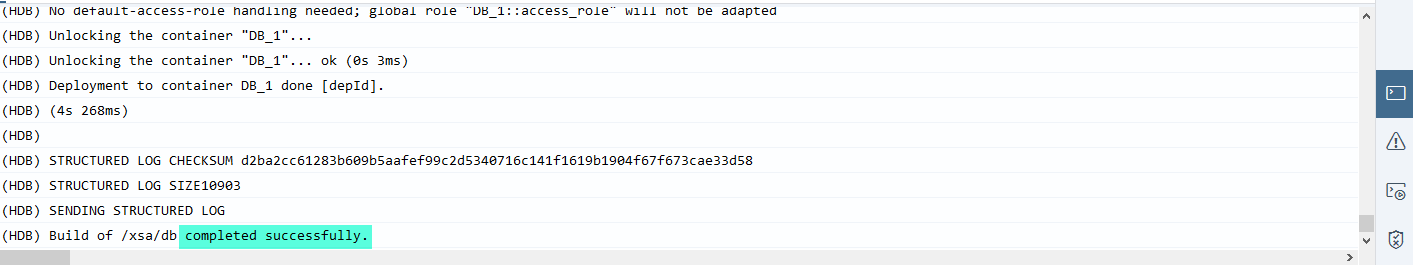 (HDB) No default-access-role handling needed; global role "DB_1::access_role" will not be adapted
(HDB) Unlocking the container "DB_1"...
(HDB) Unlocking the container "DB_1"... ok (0s 3ms)
(HDB) Deployment to container DB_1 done [depId].
(HDB) (4s 268ms)
(HDB)
(HDB) STRUCTURED LOG CHECKSUM d2ba2cc61283b609b5aafef99c2d5340716c141f1619b1904f67f673cae33d58
(HDB) STRUCTURED LOG SIZE10903
(HDB) SENDING STRUCTURED LOG
(HDB) Build of /xsa/db completed successfully.